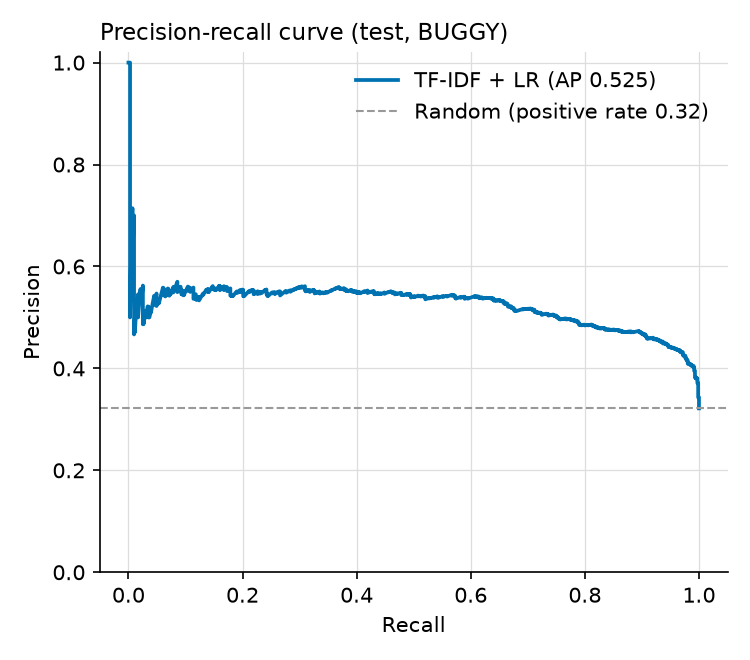 Precision-recall curve (test, BUGGY)
TF-IDF + LR (AP 0.525)
Random (positive rate 0.32)
1.0
0.8
0.6
0.4
0.2
0.0
Precision
0.0 0.2 0.4 0.6 0.8 1.0
Recall